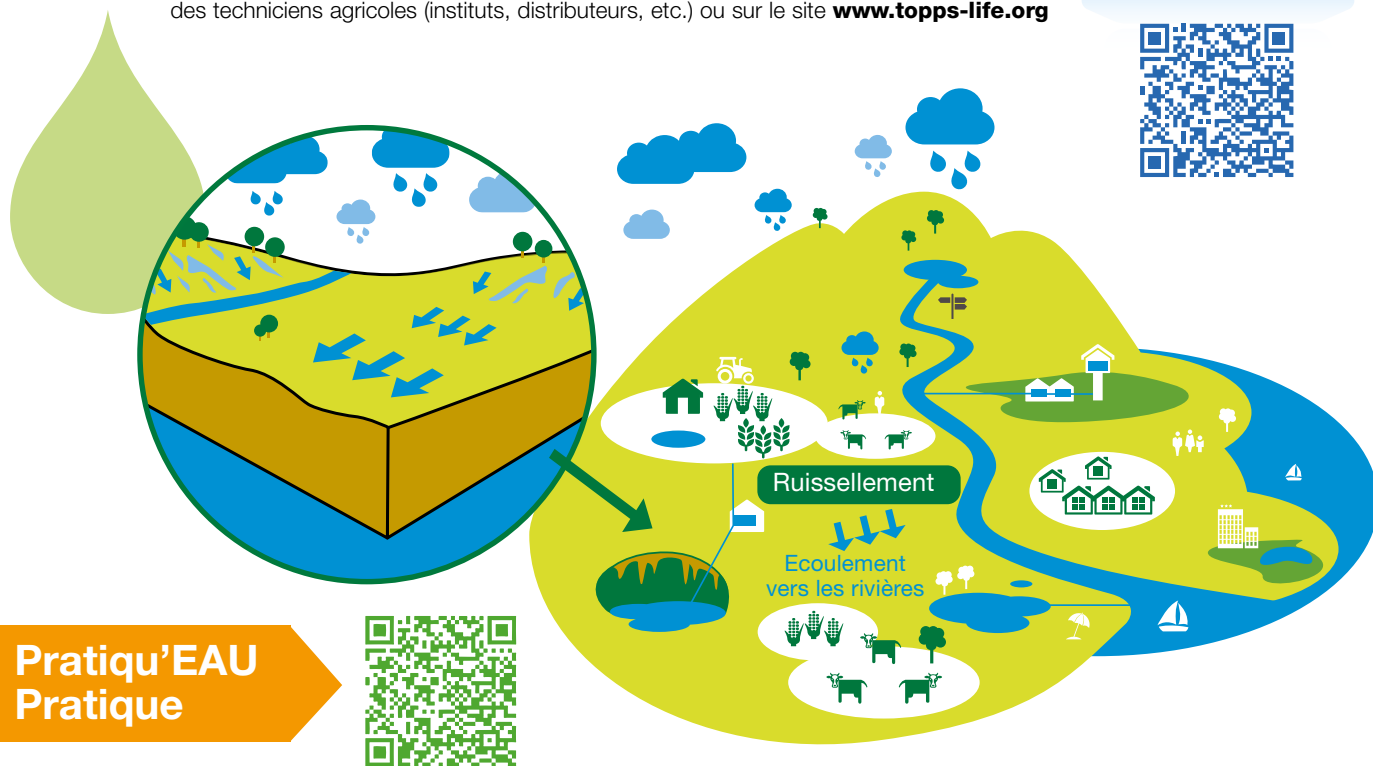 des techniciens agricoles (instituts, distributeurs, etc.) ou sur le site www.topps-life.org
Ruissellement
Ecoulement
vers les rivières
Pratiqu’EAU
Pratique